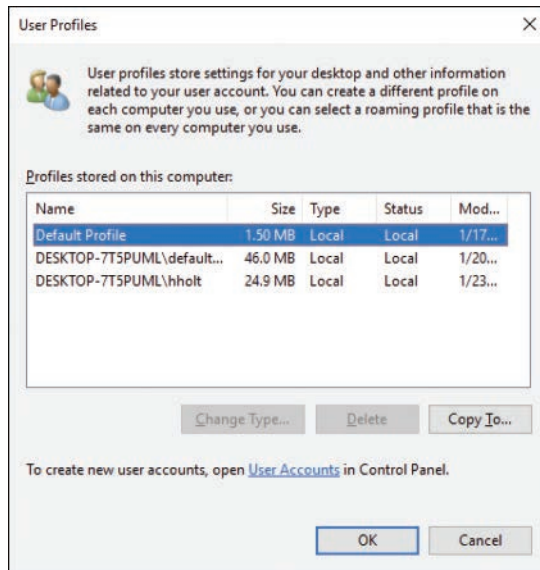 User Profiles
User profiles store settings for your desktop and other information
related to your user account. You can create a different profile on
each computer you use, or you can select a roaming profile that is the
same on every computer you use.
Profiles stored on this computer:
Name Size Type Status Mod...
Default Profile 1.50 MB Local Local 1/17...
DESKTOP-7T5PUML\default... 46.0 MB Local Local 1/20...
DESKTOP-7T5PUML\hholt 24.9 MB Local Local 1/23...
Change Type... Delete Copy To...
To create new user accounts, open User Accounts in Control Panel.
OK Cancel